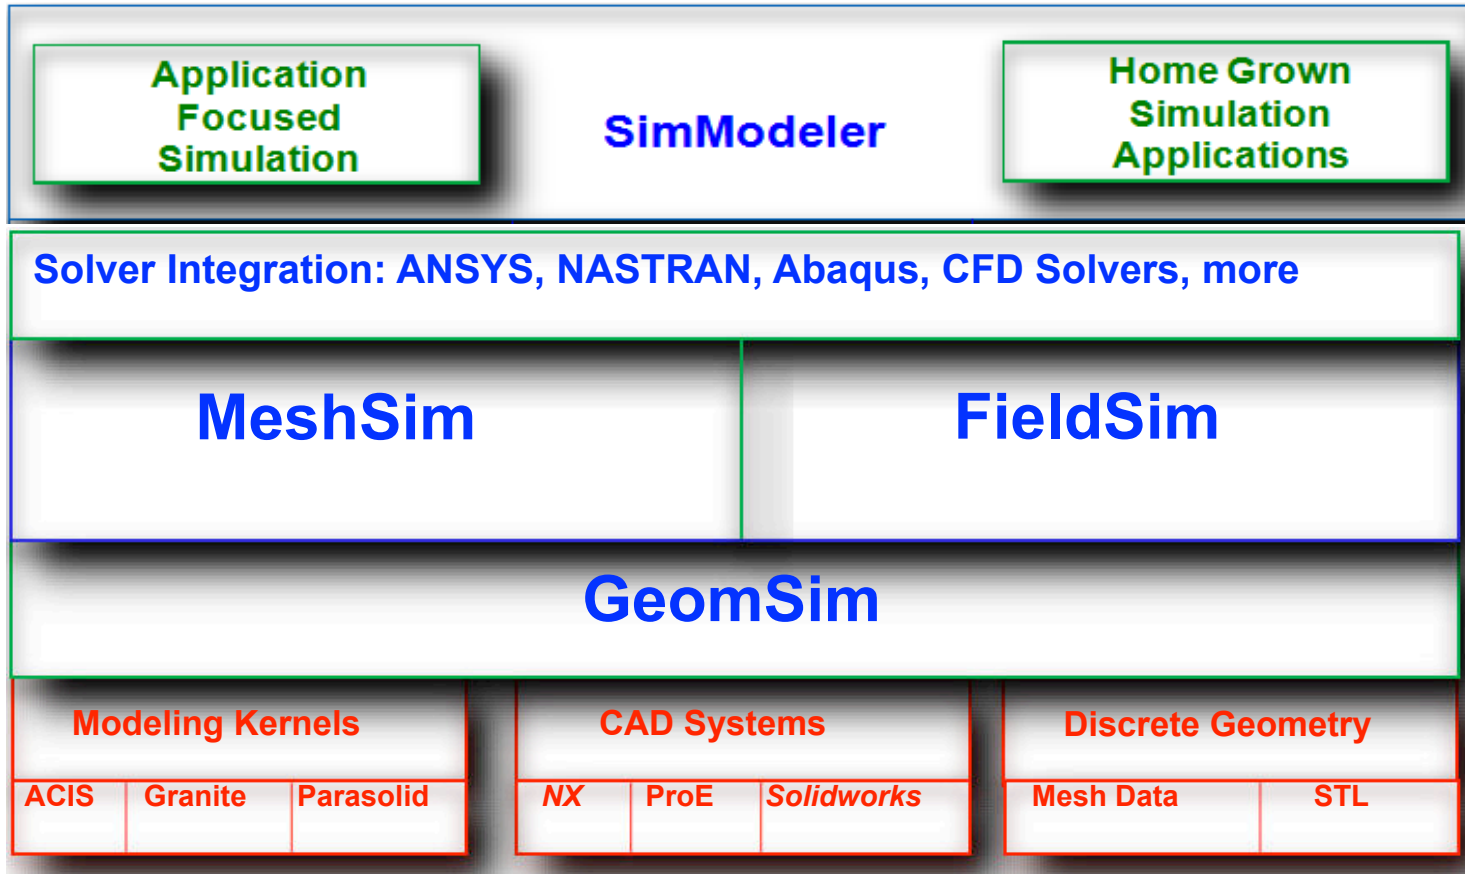 Application
Focused
Simulation
SimModeler
Home Grown
Simulation
Applications
Solver Integration: ANSYS, NASTRAN, Abaqus, CFD Solvers, more
MeshSim
FieldSim
GeomSim
Modeling Kernels
CAD Systems
Discrete Geometry
ACIS Granite Parasolid
NX ProE Solidworks
Mesh Data STL